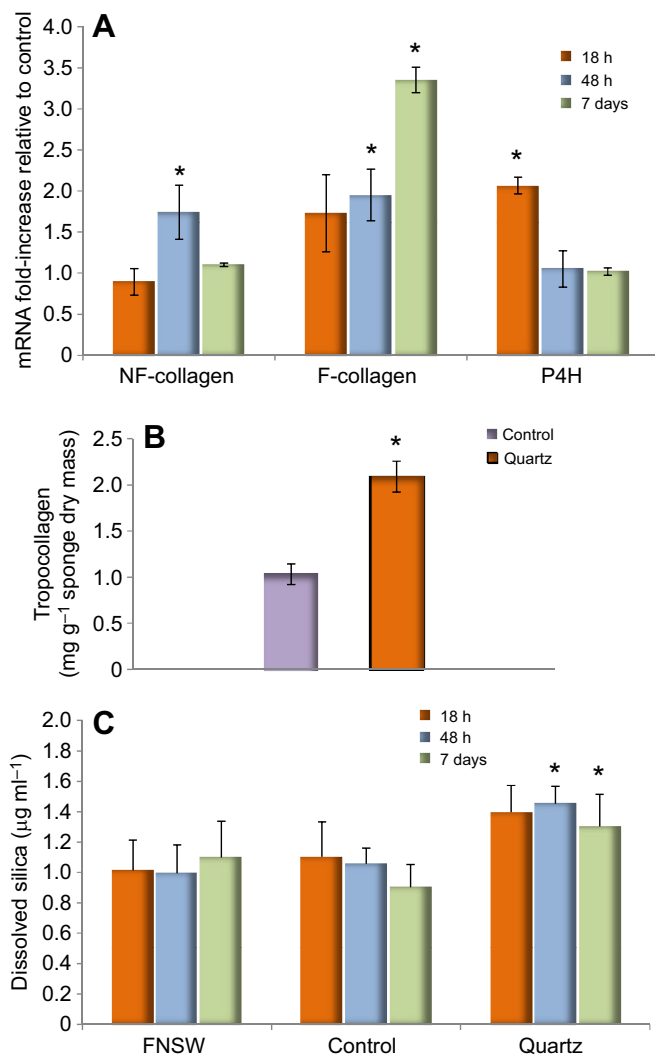 A
mRNA fold-increase relative to control
4.0
3.5
3.0
2.5
2.0
1.5
1.0
0.5
0
18 h
48 h
7 days
*
*
*
*
NF-collagen
F-collagen
P4H
B
Tropocollagen
(mg g⁻¹ sponge dry mass)
2.5
2.0
1.5
1.0
0.5
0
Control
Quartz
*
C
Dissolved silica (µg ml⁻¹)
2.0
1.8
1.6
1.4
1.2
1.0
0.8
0.6
0.4
0.2
0
18 h
48 h
7 days
*
*
FNSW
Control
Quartz